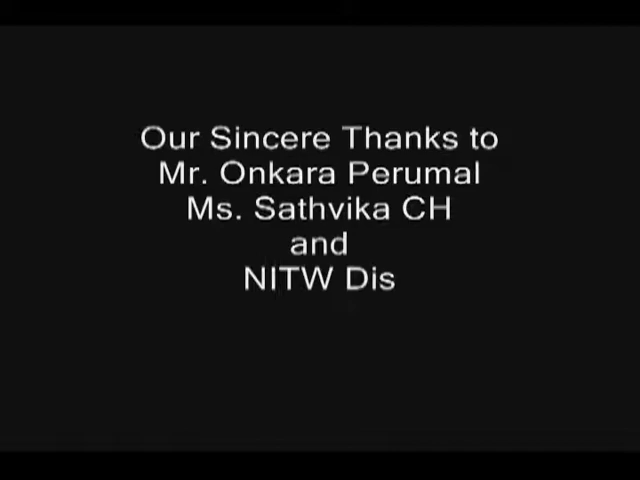 Our Sincere Thanks to
Mr. Onkara Perumal
Ms. Sathvika CH
and
NITW Dis